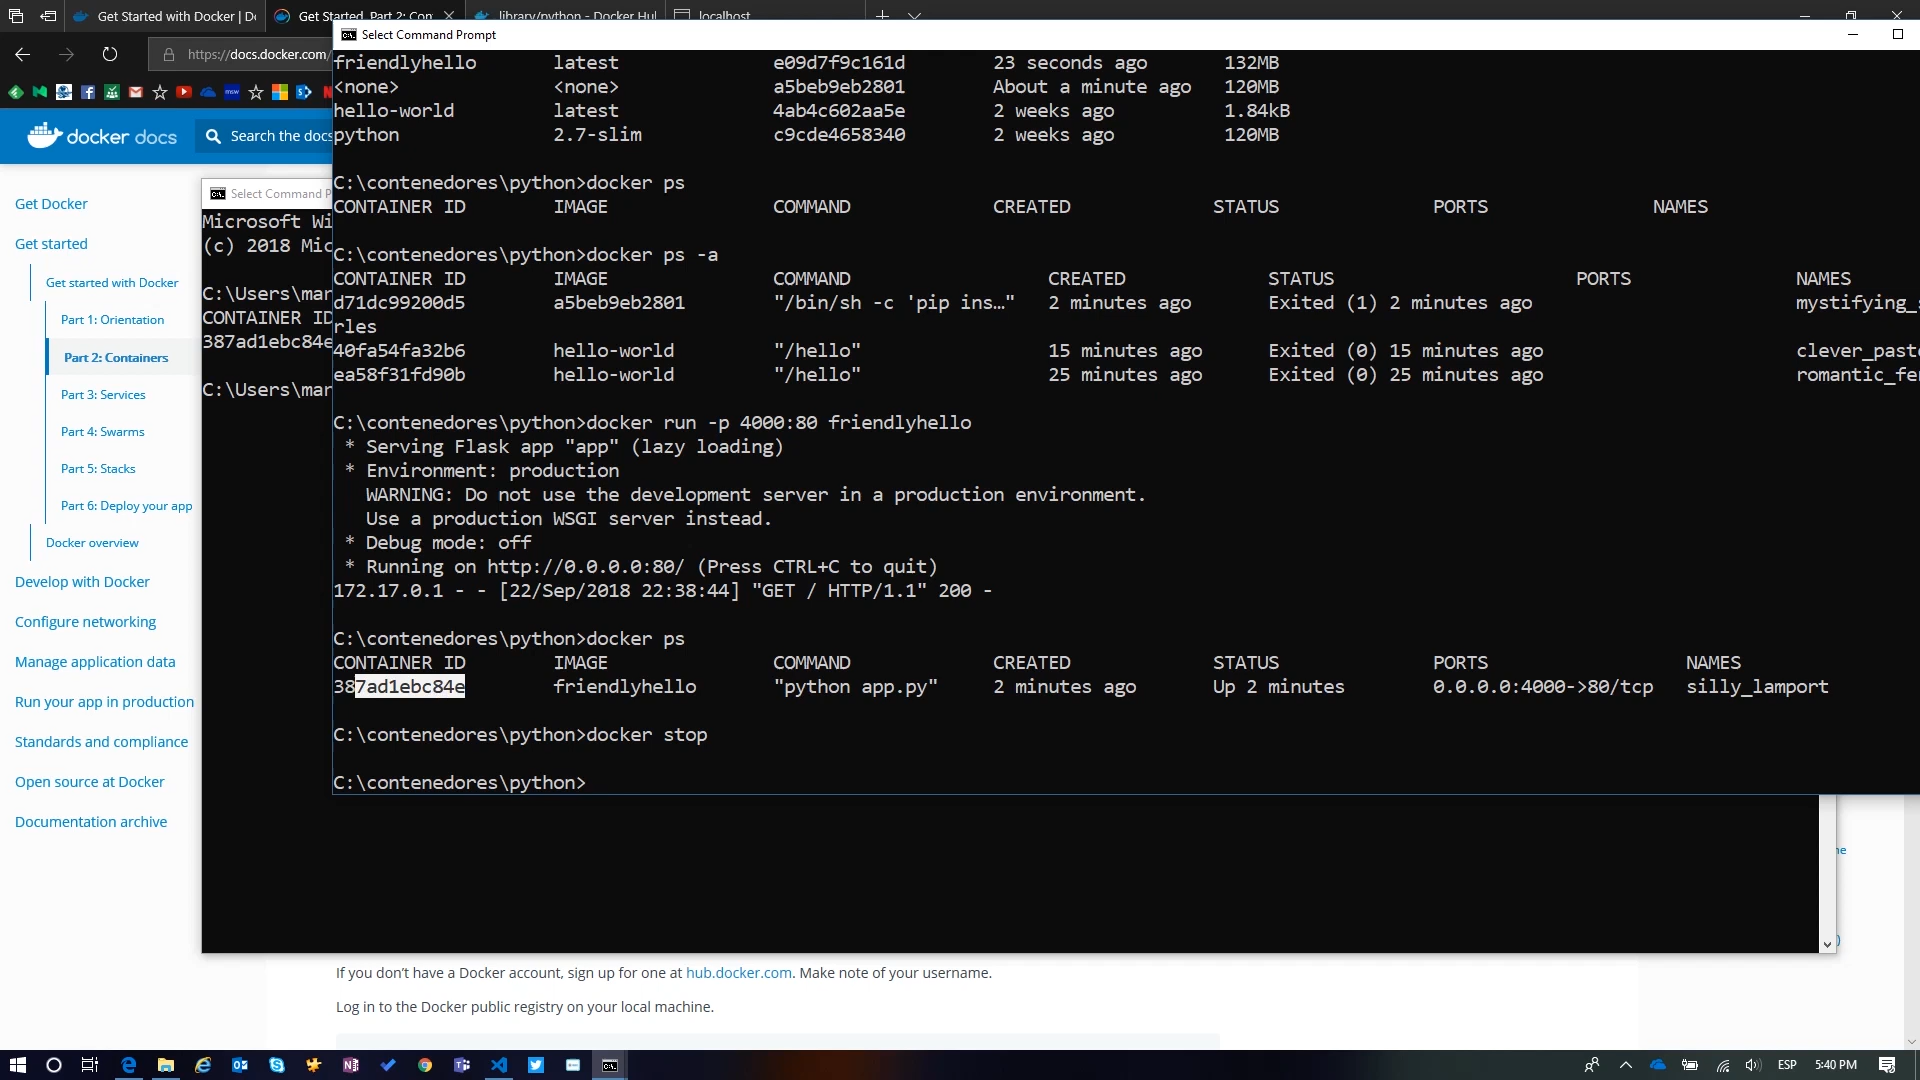 Get Started with Docker | Do
Get Started, Part 2: Con
library/python - Docker Hul
localhost
https://docs.docker.com/
Select Command Prompt
friendlyhello latest e09d7f9c161d 23 seconds ago 132MB
<none> <none> a5beb9eb2801 About a minute ago 120MB
hello-world latest 4ab4c602aa5e 2 weeks ago 1.84kB
python 2.7-slim c9cde4658340 2 weeks ago 120MB
C:\contenedores\python>docker ps
CONTAINER ID IMAGE COMMAND CREATED STATUS PORTS NAMES
C:\contenedores\python>docker ps -a
CONTAINER ID IMAGE COMMAND CREATED STATUS PORTS NAMES
d71dc99200d5 a5beb9eb2801 "/bin/sh -c 'pip ins…" 2 minutes ago Exited (1) 2 minutes ago mystifying_
rles
40fa54fa32b6 hello-world "/hello" 15 minutes ago Exited (0) 15 minutes ago clever_past
ea58f31fd90b hello-world "/hello" 25 minutes ago Exited (0) 25 minutes ago romantic_fe
C:\contenedores\python>docker run -p 4000:80 friendlyhello
* Serving Flask app "app" (lazy loading)
* Environment: production
WARNING: Do not use the development server in a production environment.
Use a production WSGI server instead.
* Debug mode: off
* Running on http://0.0.0.0:80/ (Press CTRL+C to quit)
172.17.0.1 - - [22/Sep/2018 22:38:44] "GET / HTTP/1.1" 200 -
C:\contenedores\python>docker ps
CONTAINER ID IMAGE COMMAND CREATED STATUS PORTS NAMES
387ad1ebc84e friendlyhello "python app.py" 2 minutes ago Up 2 minutes 0.0.0.0:4000->80/tcp silly_lamport
C:\contenedores\python>docker stop
C:\contenedores\python>
docker docs
Search the docs
Get Docker
Get started
Get started with Docker
Part 1: Orientation
Part 2: Containers
Part 3: Services
Part 4: Swarms
Part 5: Stacks
Part 6: Deploy your app
Docker overview
Develop with Docker
Configure networking
Manage application data
Run your app in production
Standards and compliance
Open source at Docker
Documentation archive
Select Command P
Microsoft Wi
(c) 2018 Mic
C:\Users\mar
CONTAINER ID
387ad1ebc84e
C:\Users\mar
If you don’t have a Docker account, sign up for one at hub.docker.com. Make note of your username.
Log in to the Docker public registry on your local machine.
ESP
5:40 PM